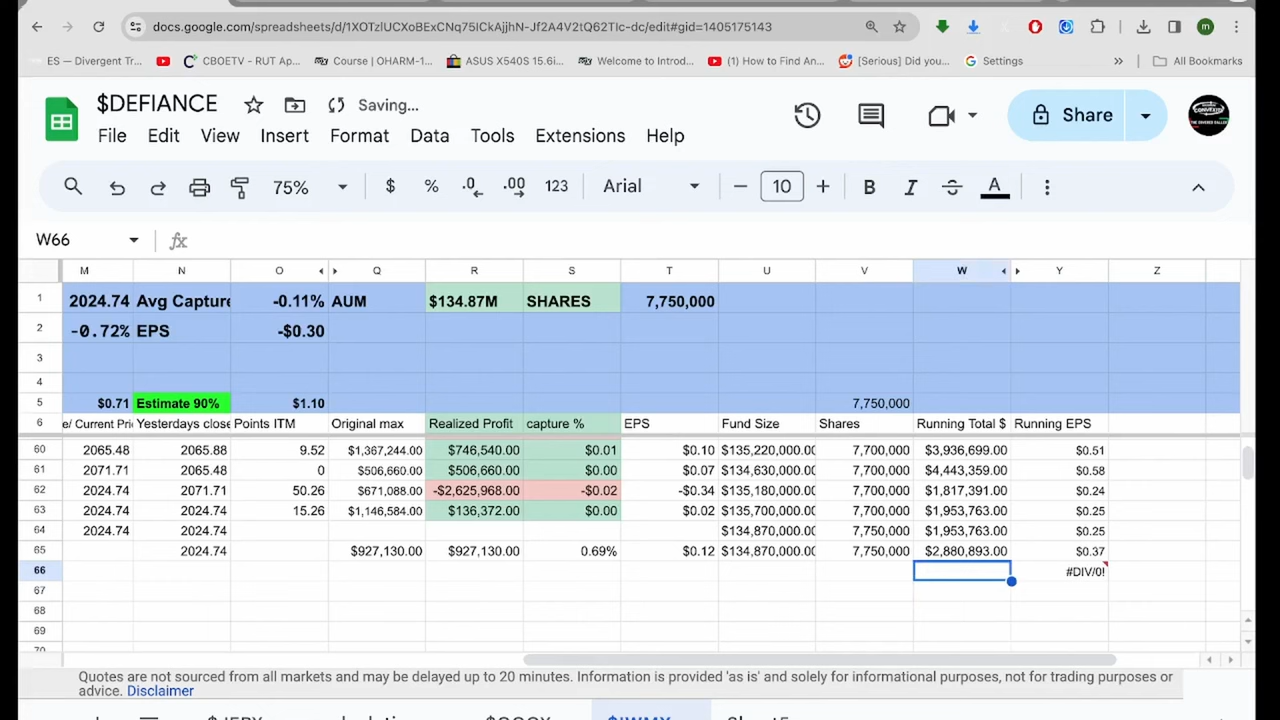 docs.google.com/spreadsheets/d/1XOTzlUCXoBExCNq75ICkAjihN-Jf2A4V2tQ62TIc-dc/edit#gid=1405175143
m
ES — Divergent Tr... CBOETV – RUT Ap... Course | OHARM-1... ASUS X540S 15.6i... Welcome to Introd... (1) How to Find An... [Serious] Did you... Settings » All Bookmarks
$DEFIANCE Saving...
File Edit View Insert Format Data Tools Extensions Help
Share
75% $ % .0 .00 123 Arial 10 B I A
W66 fx
M N O Q R S T U V W Y Z
1 2024.74 Avg Capture -0.11% AUM $134.87M SHARES 7,750,000
2 -0.72% EPS -$0.30
3
4
5 $0.71 Estimate 90% $1.10 7,750,000
6 e/ Current Pri Yesterdays close Points ITM Original max Realized Profit capture % EPS Fund Size Shares Running Total $ Running EPS
60 2065.48 2065.88 9.52 $1,367,244.00 $746,540.00 $0.01 $0.10 $135,220,000.00 7,700,000 $3,936,699.00 $0.51
61 2071.71 2065.48 0 $506,660.00 $506,660.00 $0.00 $0.07 $134,630,000.00 7,700,000 $4,443,359.00 $0.58
62 2024.74 2071.71 50.26 $671,088.00 -$2,625,968.00 -$0.02 -$0.34 $135,180,000.00 7,700,000 $1,817,391.00 $0.24
63 2024.74 2024.74 15.26 $1,146,584.00 $136,372.00 $0.00 $0.02 $135,700,000.00 7,700,000 $1,953,763.00 $0.25
64 2024.74 2024.74 $134,870,000.00 7,750,000 $1,953,763.00 $0.25
65 2024.74 $927,130.00 $927,130.00 0.69% $0.12 $134,870,000.00 7,750,000 $2,880,893.00 $0.37
66 #DIV/0!
67
68
69
70
Quotes are not sourced from all markets and may be delayed up to 20 minutes. Information is provided 'as is' and solely for informational purposes, not for trading purposes or
advice. Disclaimer
$IWMY Sheet5